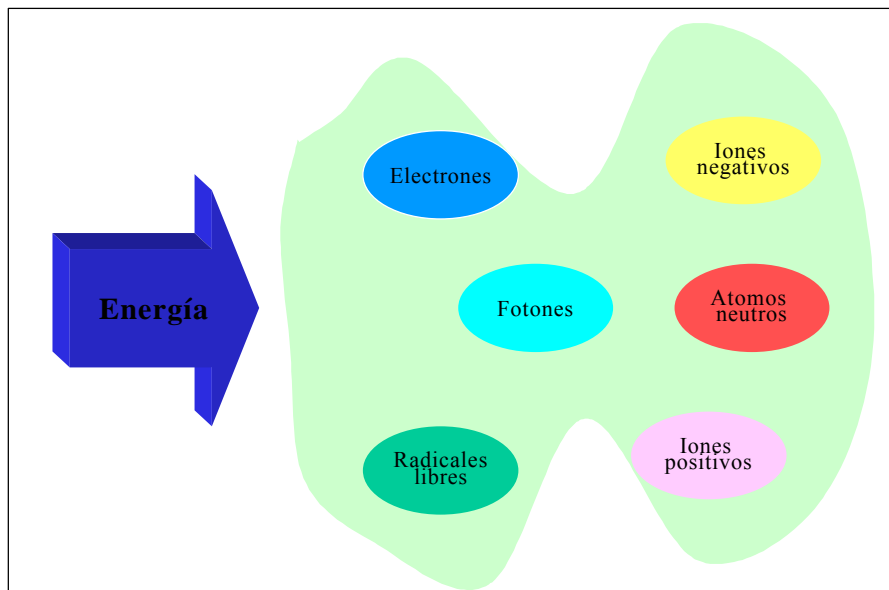 Electrones
Iones
negativos
Energía
Fotones
Atomos
neutros
Radicales
libres
Iones
positivos